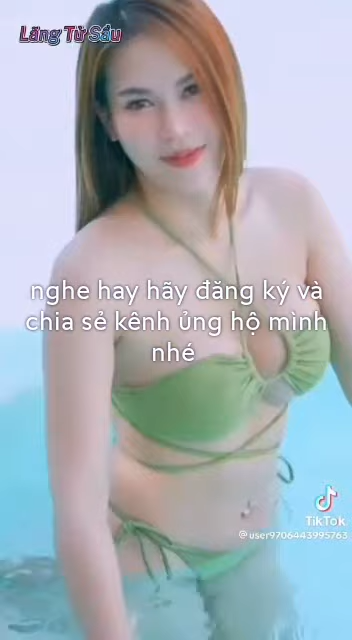 Lãng Tử Sầu
nghe hay hãy đăng ký và
chia sẻ kênh ủng hộ mình
nhé
TikTok
@user9706443995763